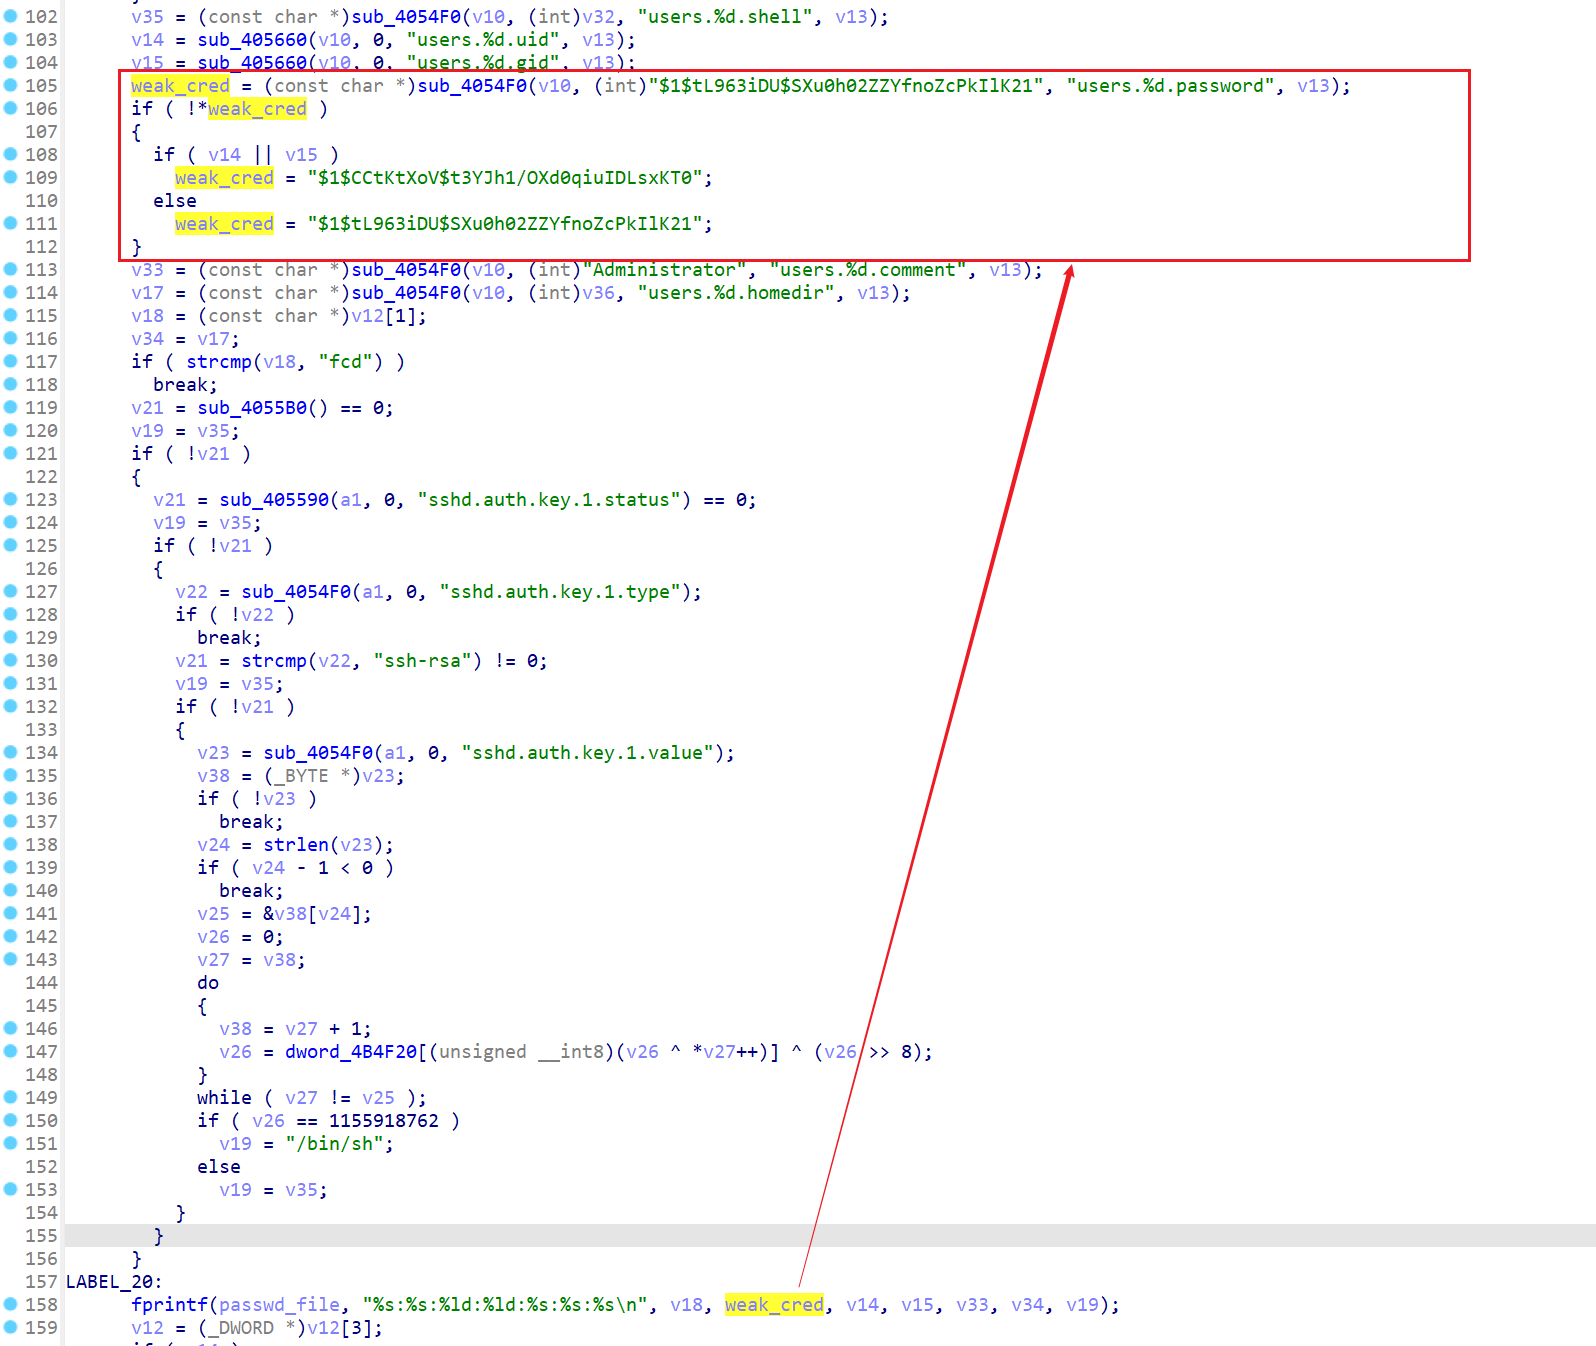 102 v35 = (const char *)sub_4054F0(v10, (int)v32, "users.%d.shell", v13);
103 v14 = sub_405660(v10, 0, "users.%d.uid", v13);
104 v15 = sub_405660(v10, 0, "users.%d.gid", v13);
105 weak_cred = (const char *)sub_4054F0(v10, (int)"$1$tL963iDU$SXu0h02ZZYfnoZcPkIlK21", "users.%d.password", v13);
106 if ( !*weak_cred )
107 {
108 if ( v14 || v15 )
109 weak_cred = "$1$CCtKtXoV$t3YJh1/OXd0qiuIDLsxKT0";
110 else
111 weak_cred = "$1$tL963iDU$SXu0h02ZZYfnoZcPkIlK21";
112 }
113 v33 = (const char *)sub_4054F0(v10, (int)"Administrator", "users.%d.comment", v13);
114 v17 = (const char *)sub_4054F0(v10, (int)v36, "users.%d.homedir", v13);
115 v18 = (const char *)v12[1];
116 v34 = v17;
117 if ( strcmp(v18, "fcd") )
118 break;
119 v21 = sub_4055B0() == 0;
120 v19 = v35;
121 if ( !v21 )
122 {
123 v21 = sub_405590(a1, 0, "sshd.auth.key.1.status") == 0;
124 v19 = v35;
125 if ( !v21 )
126 {
127 v22 = sub_4054F0(a1, 0, "sshd.auth.key.1.type");
128 if ( !v22 )
129 break;
130 v21 = strcmp(v22, "ssh-rsa") != 0;
131 v19 = v35;
132 if ( !v21 )
133 {
134 v23 = sub_4054F0(a1, 0, "sshd.auth.key.1.value");
135 v38 = (_BYTE *)v23;
136 if ( !v23 )
137 break;
138 v24 = strlen(v23);
139 if ( v24 - 1 < 0 )
140 break;
141 v25 = &v38[v24];
142 v26 = 0;
143 v27 = v38;
144 do
145 {
146 v38 = v27 + 1;
147 v26 = dword_4B4F20[(unsigned __int8)(v26 ^ *v27++)] ^ (v26 >> 8);
148 }
149 while ( v27 != v25 );
150 if ( v26 == 1155918762 )
151 v19 = "/bin/sh";
152 else
153 v19 = v35;
154 }
155 }
156 }
157 LABEL_20:
158 fprintf(passwd_file, "%s:%s:%ld:%ld:%s:%s:%s\n", v18, weak_cred, v14, v15, v33, v34, v19);
159 v12 = (_DWORD *)v12[3];